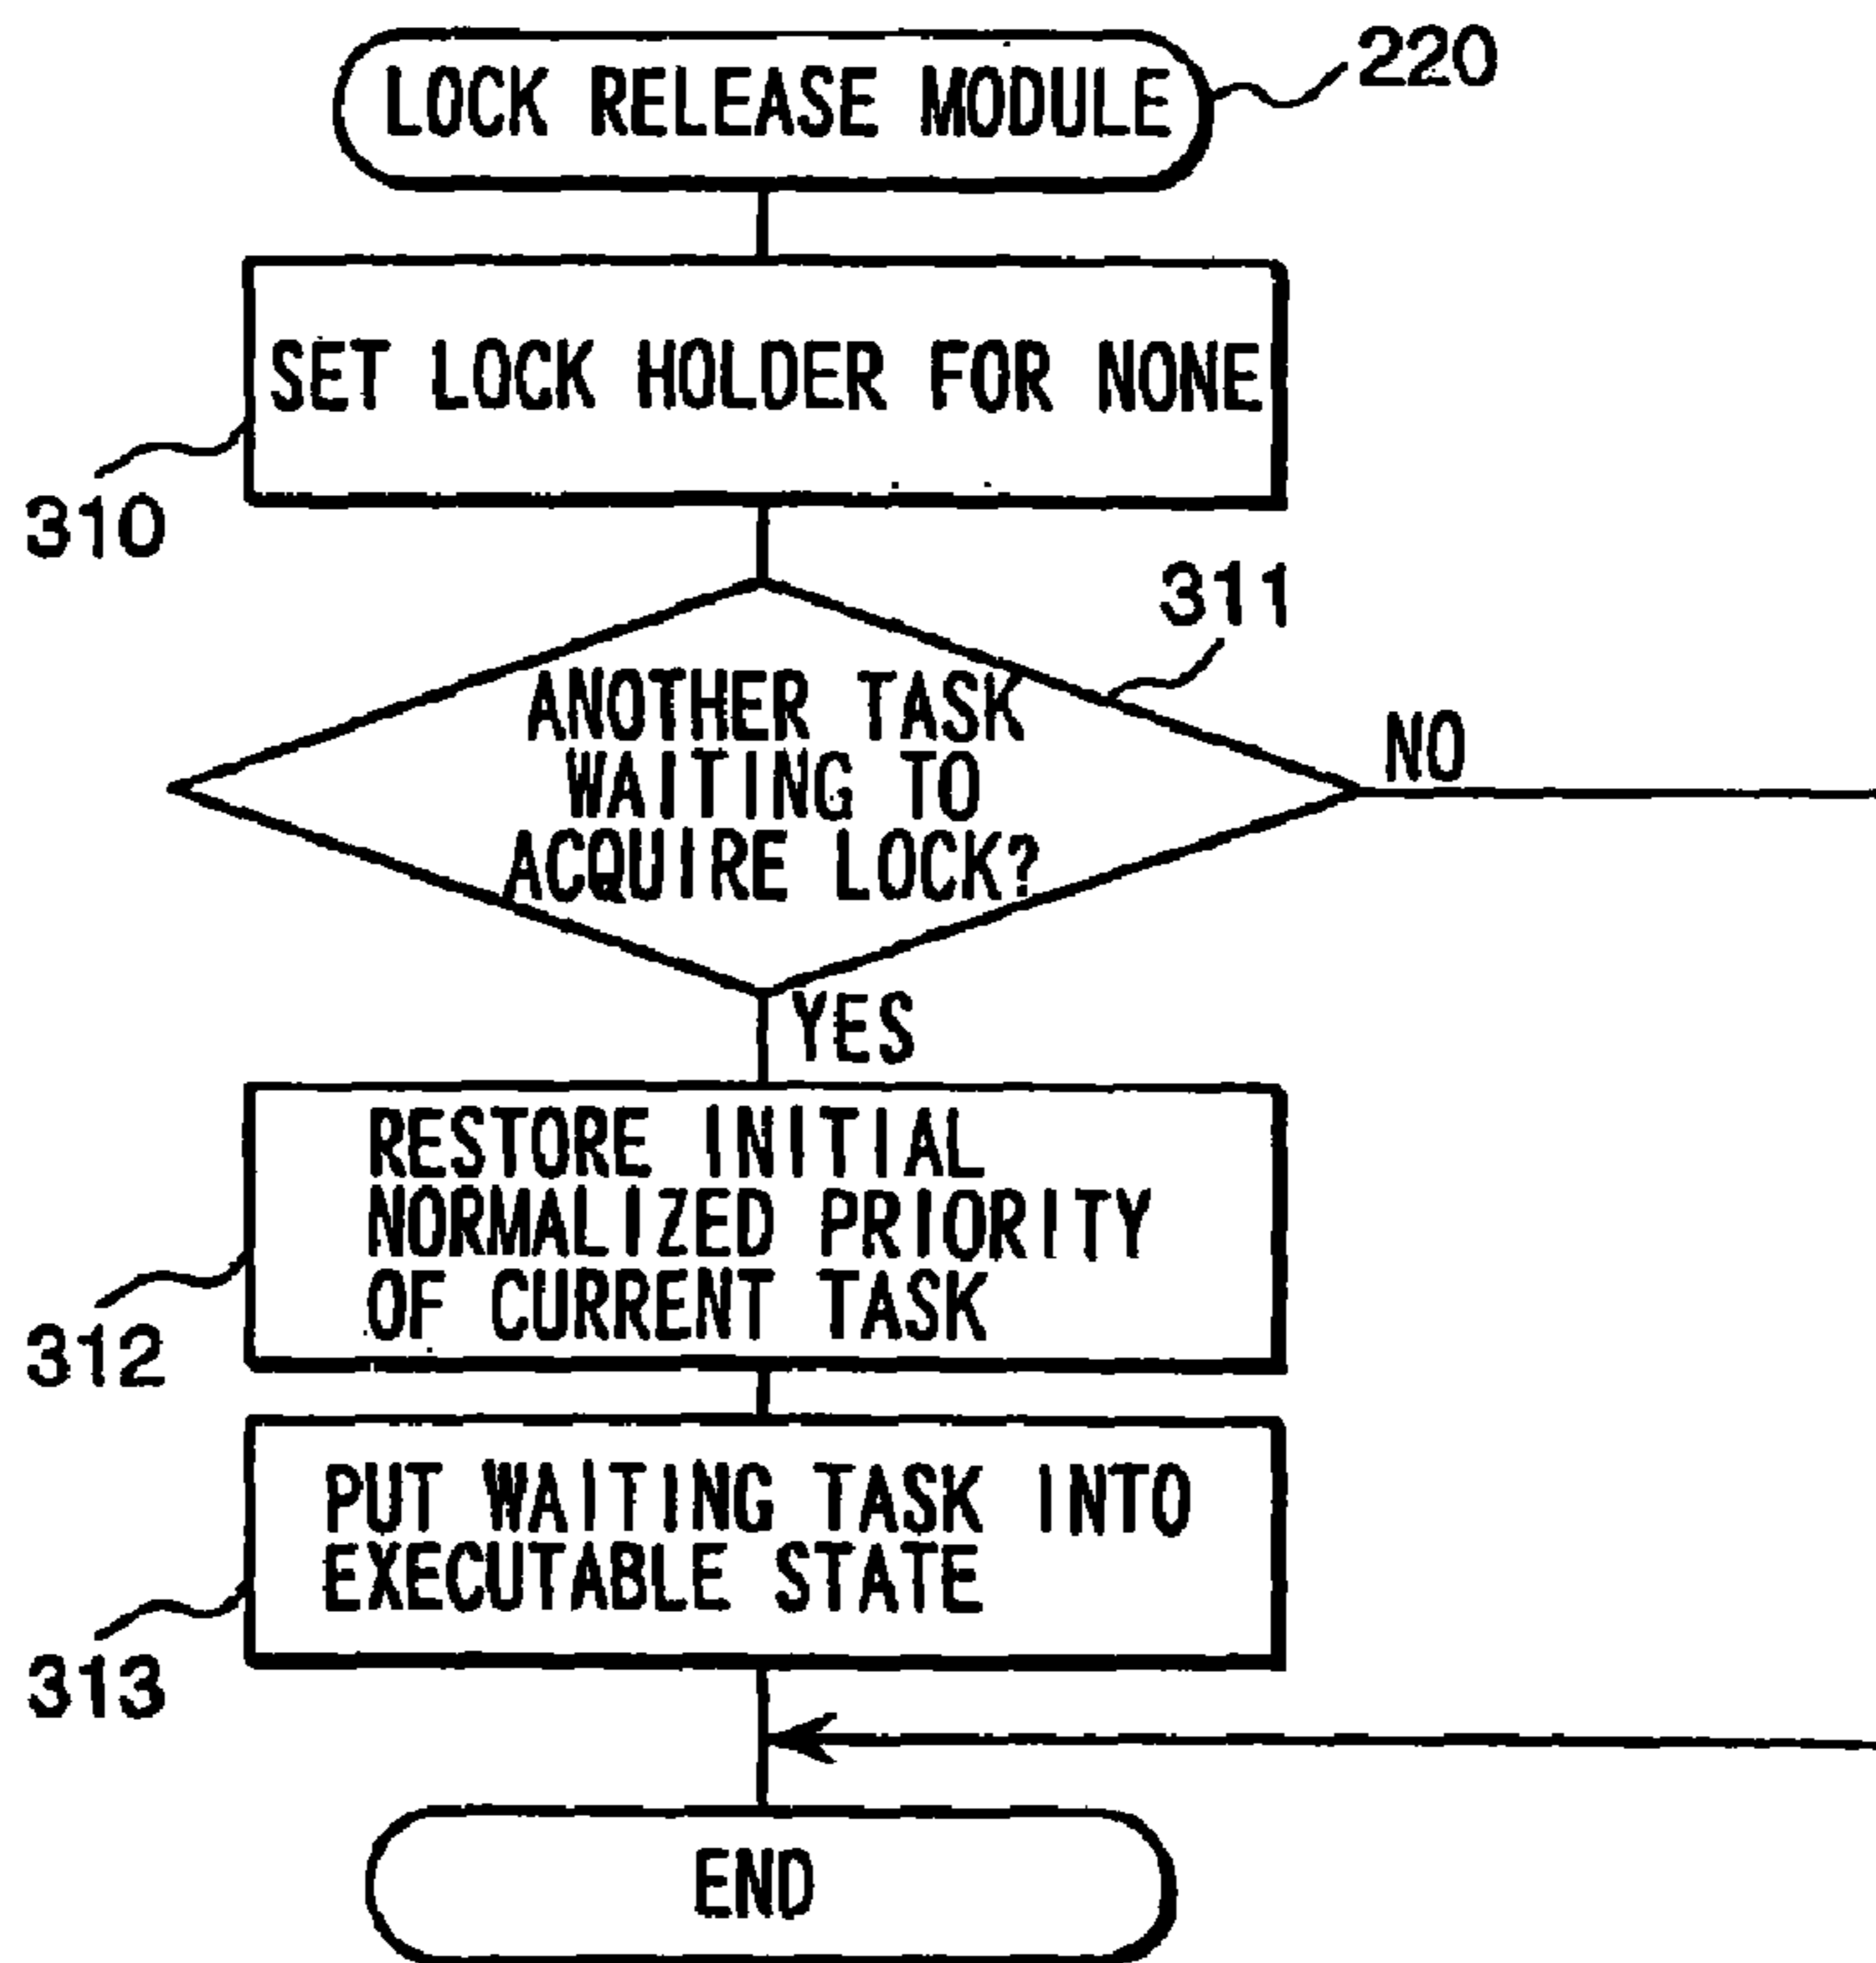 LOCK RELEASE MODULE
220
SET LOCK HOLDER FOR NONE
310
311
ANOTHER TASK
WAITING TO
ACQUIRE LOCK?
NO
YES
RESTORE INITIAL
NORMALIZED PRIORITY
OF CURRENT TASK
312
PUT WAITING TASK INTO
EXECUTABLE STATE
313
END